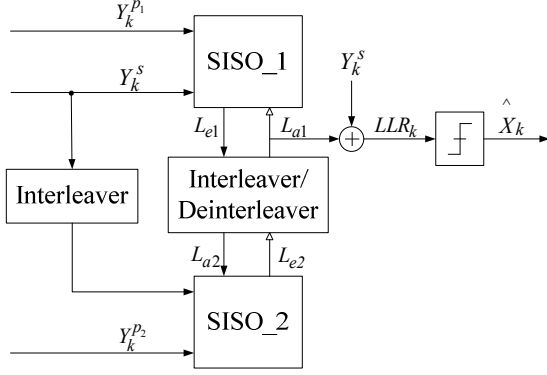 Y_k^{p_1}
SISO_1
Y_k^s
Y_k^s
L_{e1}
L_{a1}
LLR_k
\hat{X}_k
Interleaver
Interleaver/
Deinterleaver
L_{a2}
L_{e2}
SISO_2
Y_k^{p_2}